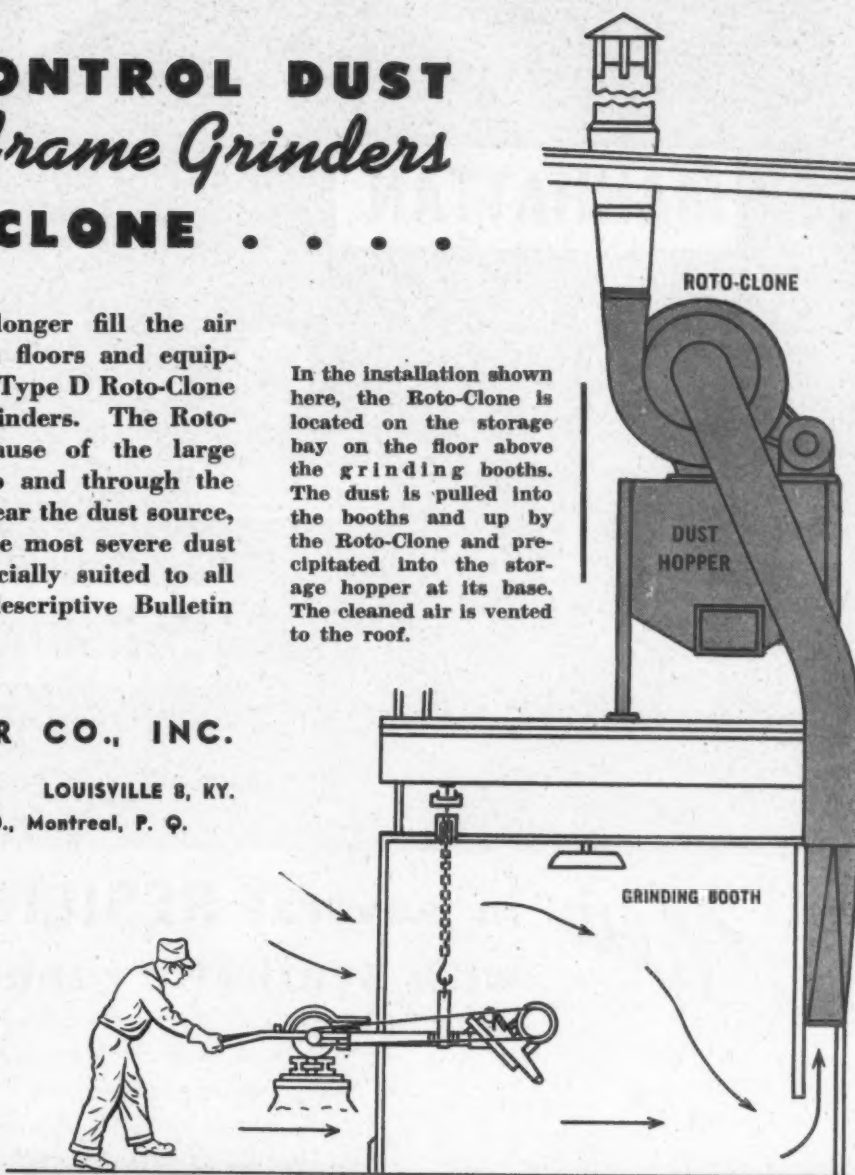 ONTROL DUST
frame Grinders
CLONE . . . .
longer fill the air
floors and equip-
Type D Roto-Clone
inders. The Roto-
ause of the large
and through the
ear the dust source,
e most severe dust
cially suited to all
descriptive Bulletin
R CO., INC.
LOUISVILLE 8, KY.
O., Montreal, P. Q.
In the installation shown
here, the Roto-Clone is
located on the storage
bay on the floor above
the grinding booths.
The dust is pulled into
the booths and up by
the Roto-Clone and pre-
cipitated into the stor-
age hopper at its base.
The cleaned air is vented
to the roof.
ROTO-CLONE
DUST
HOPPER
GRINDING BOOTH